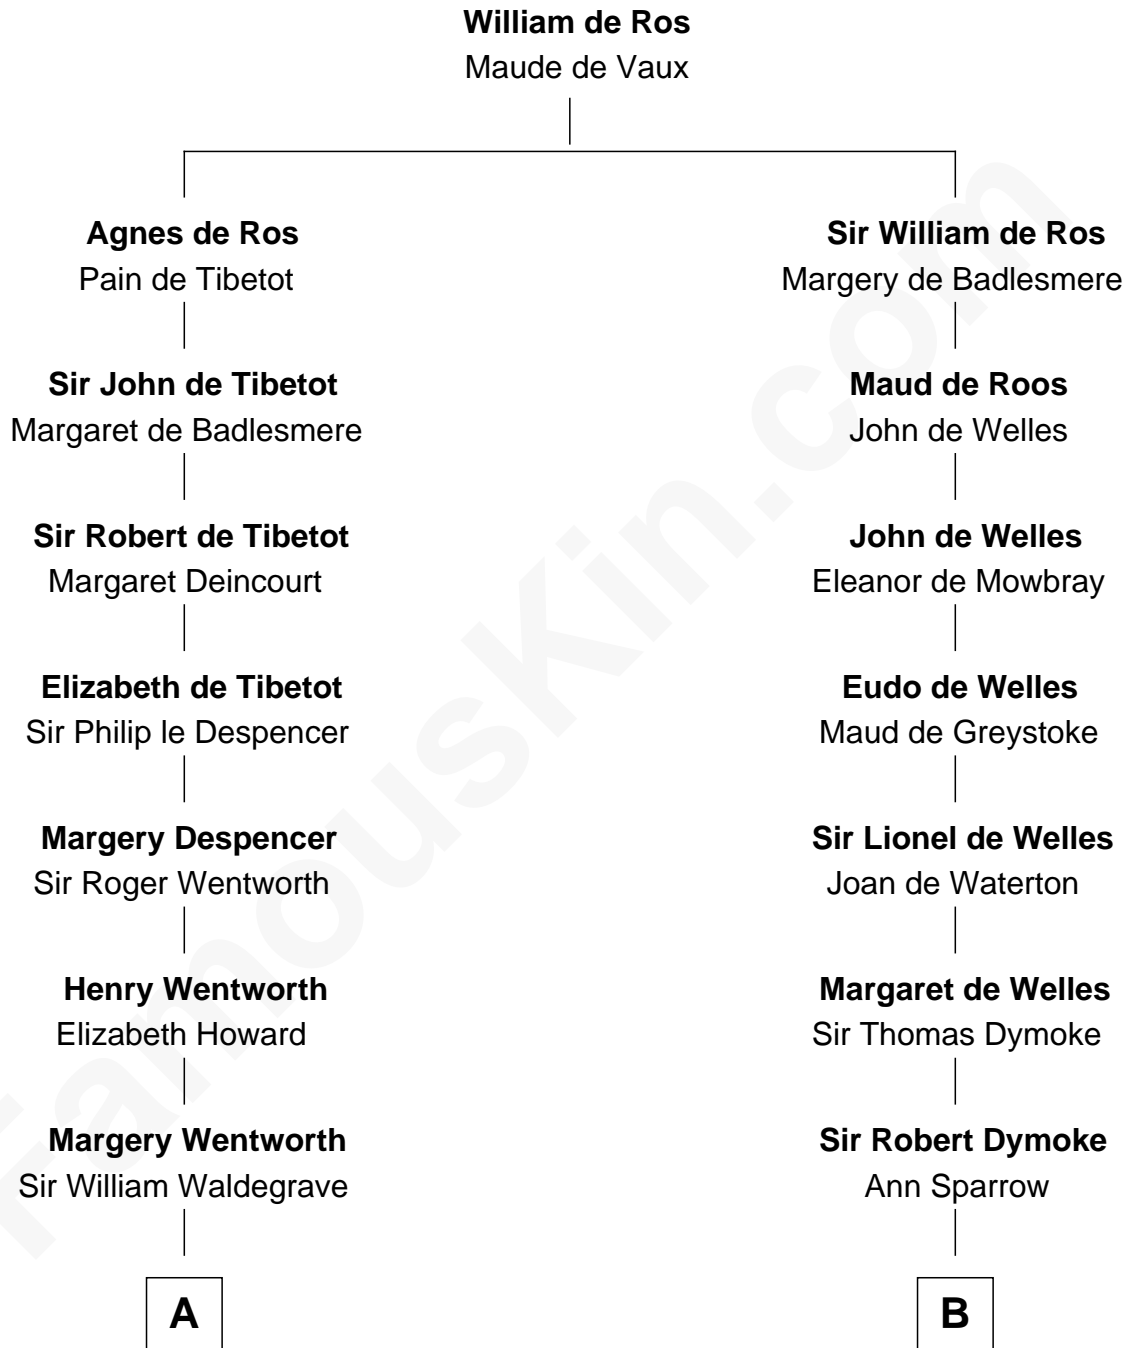 William de Ros
Maude de Vaux
Agnes de Ros
Pain de Tibetot
Sir William de Ros
Margery de Badlesmere
Sir John de Tibetot
Margaret de Badlesmere
Maud de Roos
John de Welles
Sir Robert de Tibetot
Margaret Deincourt
John de Welles
Eleanor de Mowbray
Elizabeth de Tibetot
Sir Philip le Despencer
Eudo de Welles
Maud de Greystoke
Margery Despencer
Sir Roger Wentworth
Sir Lionel de Welles
Joan de Waterton
Henry Wentworth
Elizabeth Howard
Margaret de Welles
Sir Thomas Dymoke
Margery Wentworth
Sir William Waldegrave
Sir Robert Dymoke
Ann Sparrow
A
B
FamousKin.com